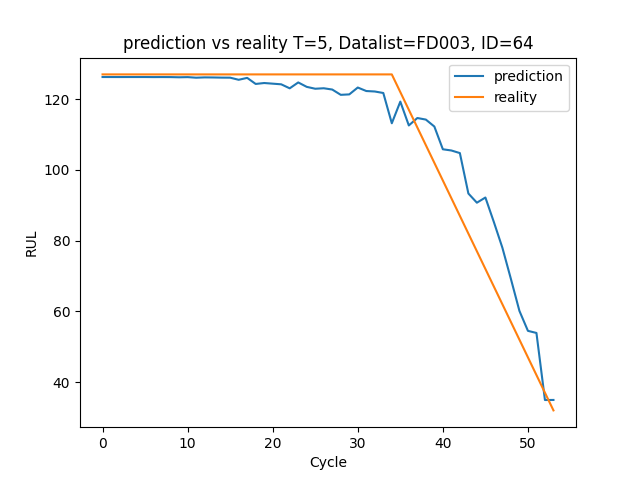 prediction vs reality T=5, Datalist=FD003, ID=64
prediction
reality
120
100
80
60
40
RUL
0 10 20 30 40 50
Cycle